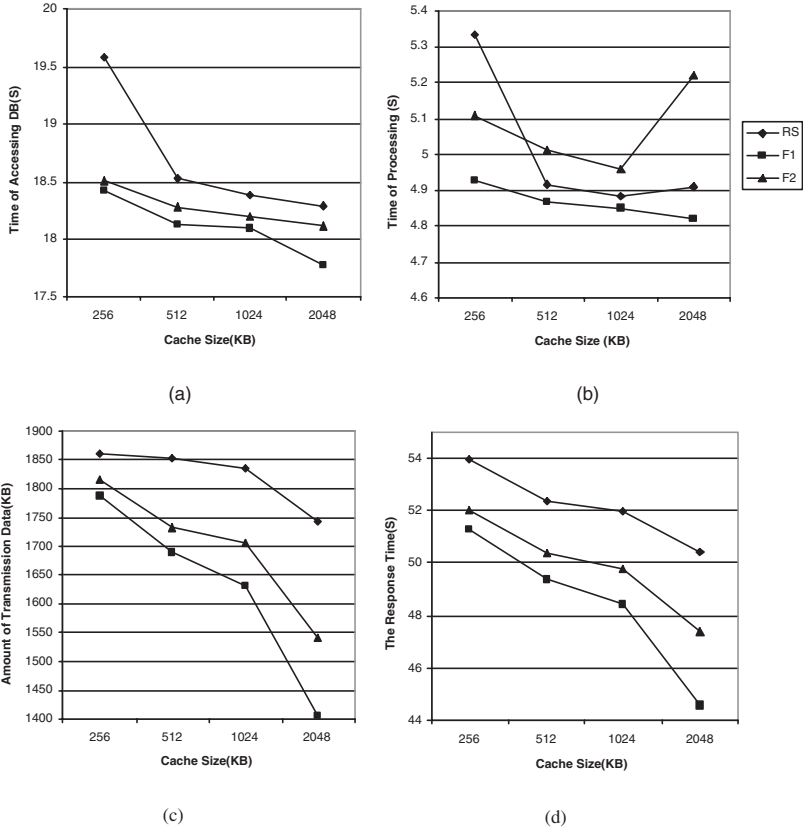 20
19.5
19
18.5
18
17.5
Time of Accessing DB(S)
256 512 1024 2048
Cache Size(KB)
(a)
5.4
5.3
5.2
5.1
5
4.9
4.8
4.7
4.6
Time of Processing (S)
256 512 1024 2048
Cache Size (KB)
(b)
RS
F1
F2
1900
1850
1800
1750
1700
1650
1600
1550
1500
1450
1400
Amount of Transmission Data(KB)
256 512 1024 2048
Cache Size(KB)
(c)
54
52
50
48
46
44
The Response Time(S)
256 512 1024 2048
Cache Size(KB)
(d)